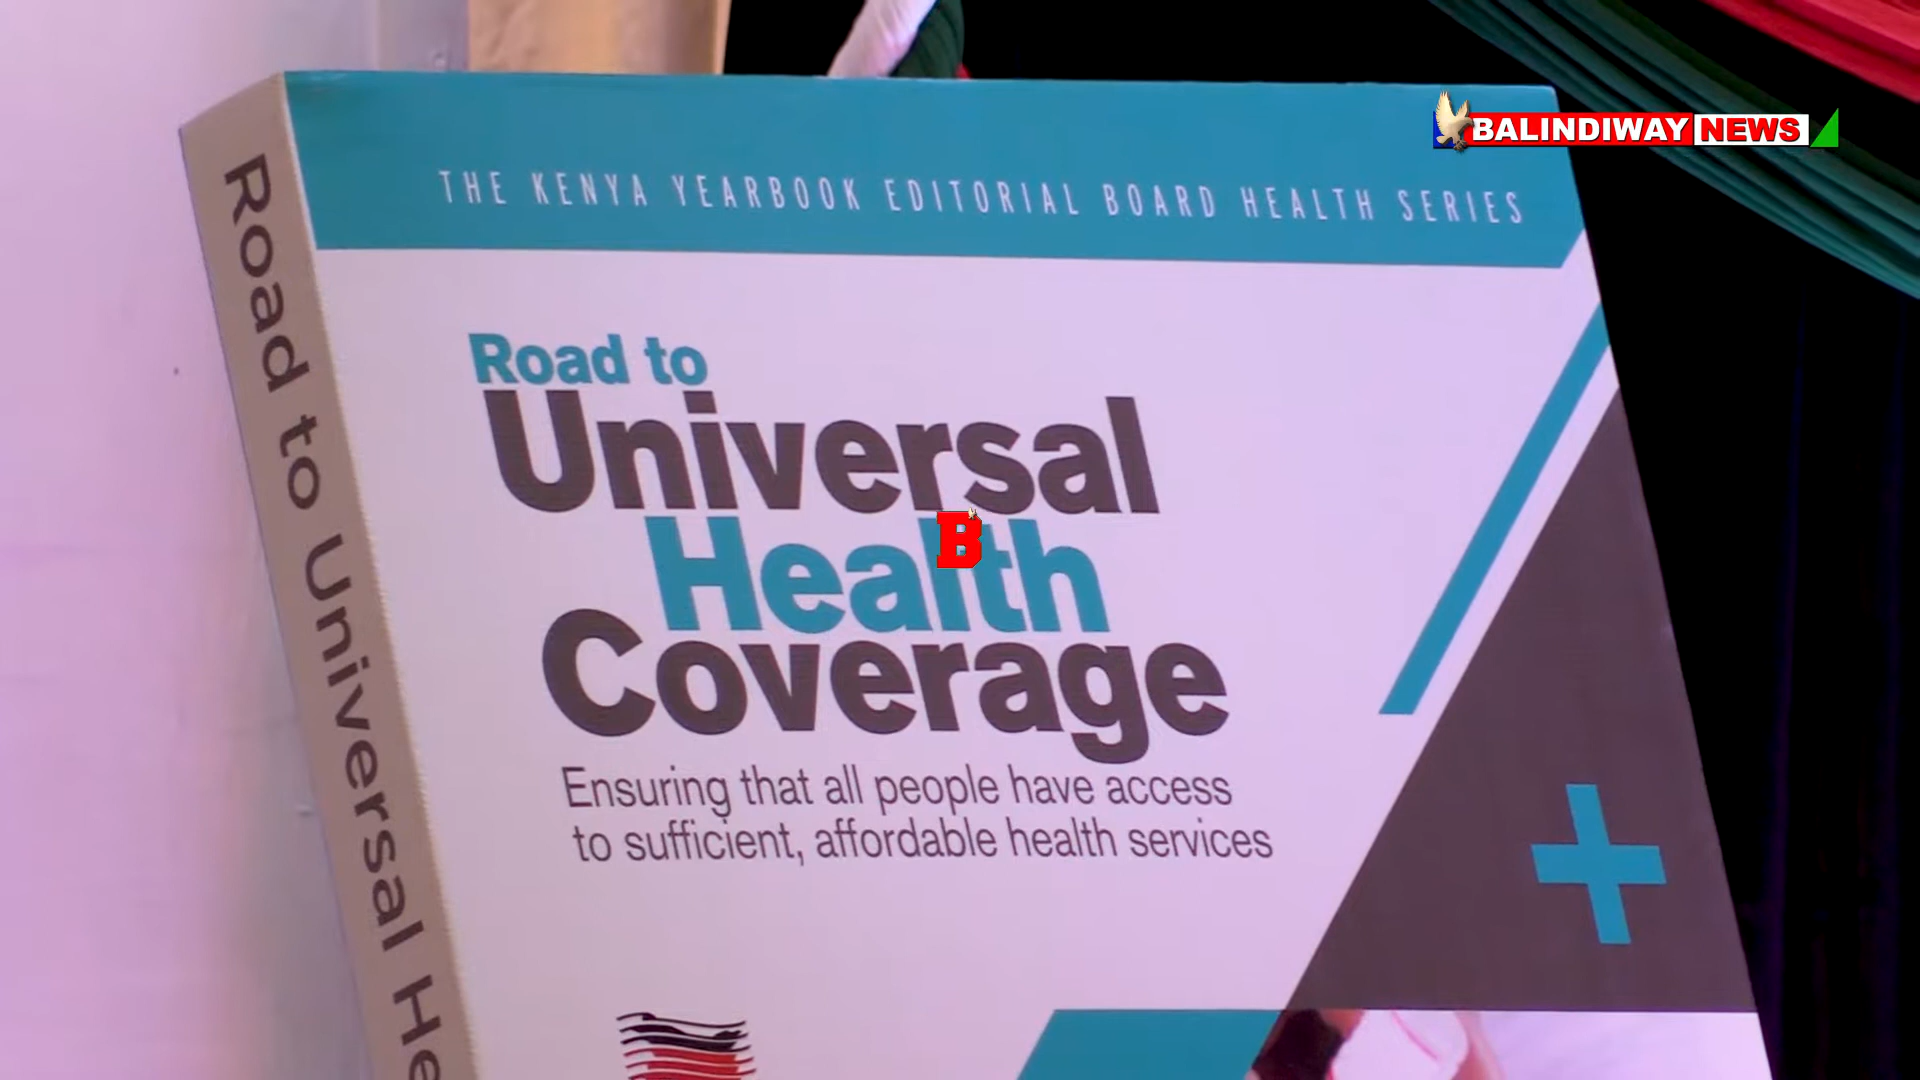 BALINDIWAY NEWS
THE KENYA YEARBOOK EDITORIAL BOARD HEALTH SERIES
Road to
Universal
Health
Coverage
Ensuring that all people have access
to sufficient, affordable health services
Road to Universal He
B